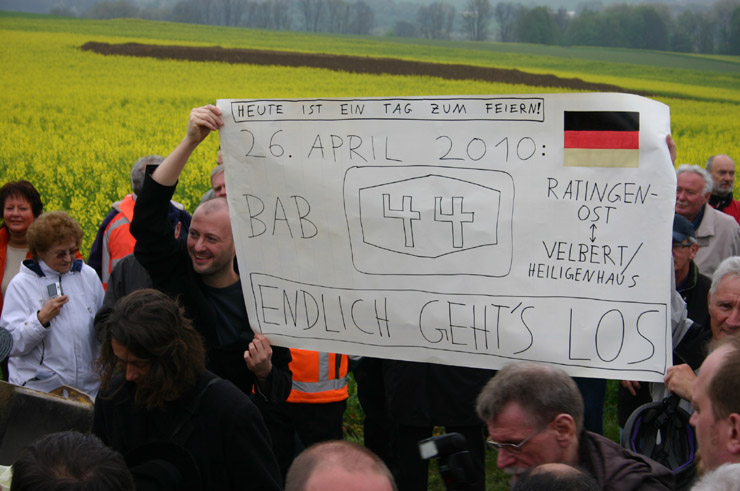 HEUTE IST EIN TAG ZUM FEIERN!
26. APRIL 2010:
BAB 44
RATINGEN-
OST
↕
VELBERT/
HEILIGENHAUS
ENDLICH GEHT'S LOS